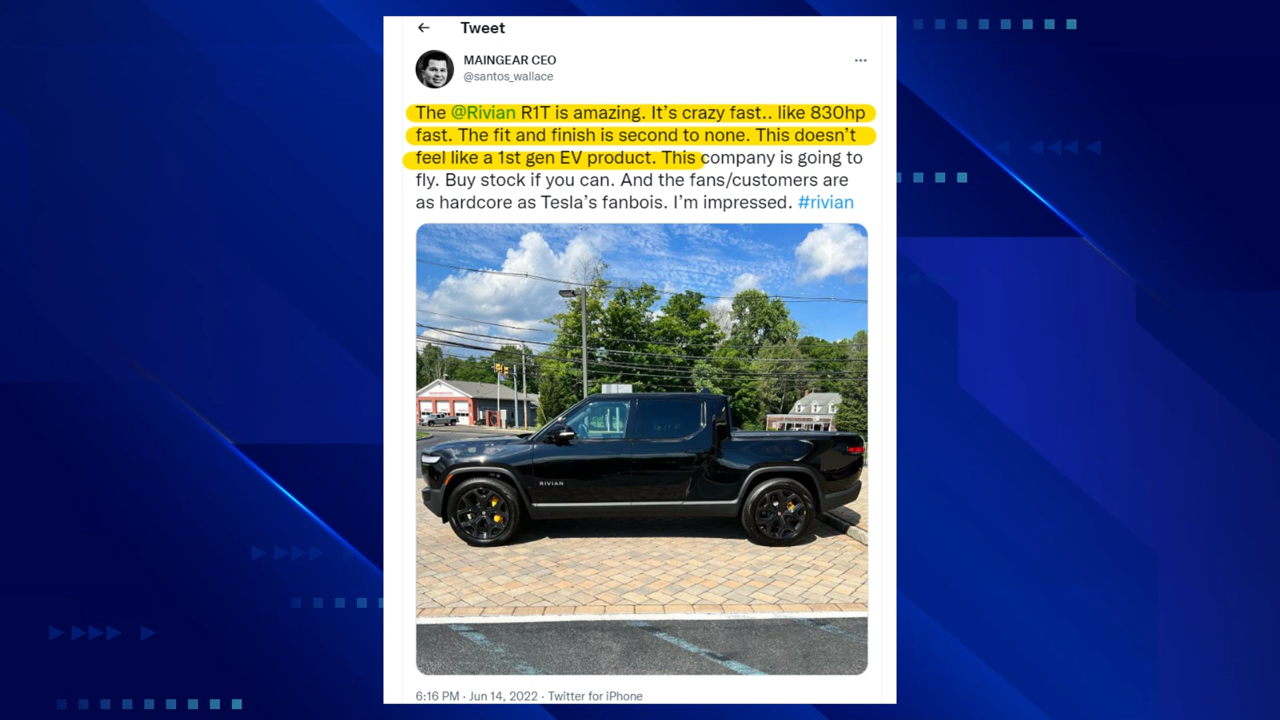 Tweet
MAINGEAR CEO
@santos_wallace
The @Rivian R1T is amazing. It’s crazy fast.. like 830hp
fast. The fit and finish is second to none. This doesn’t
feel like a 1st gen EV product. This company is going to
fly. Buy stock if you can. And the fans/customers are
as hardcore as Tesla’s fanbois. I’m impressed. #rivian
RIVIAN
6:16 PM · Jun 14, 2022 · Twitter for iPhone